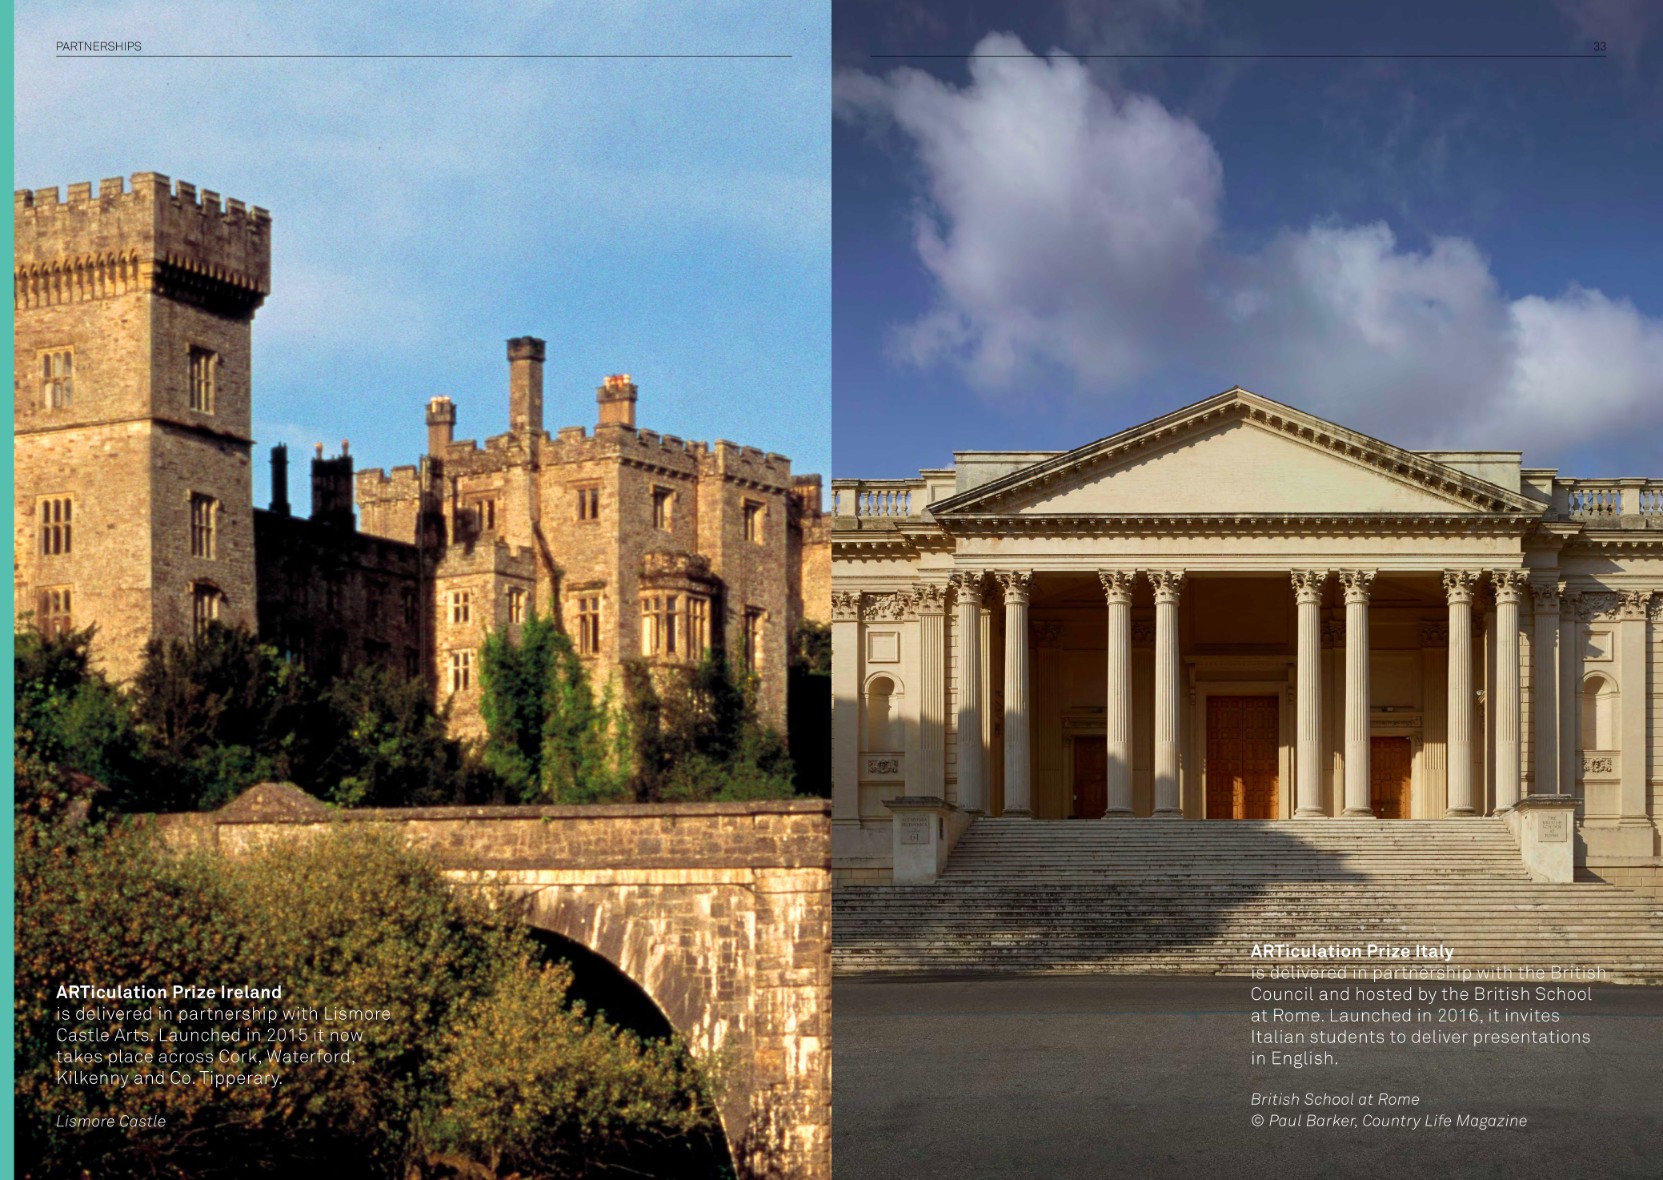 PARTNERSHIPS
33
ARTiculation Prize Ireland
is delivered in partnership with Lismore
Castle Arts. Launched in 2015 it now
takes place across Cork, Waterford,
Kilkenny and Co. Tipperary.
Lismore Castle
ARTiculation Prize Italy
is delivered in partnership with the British
Council and hosted by the British School
at Rome. Launched in 2016, it invites
Italian students to deliver presentations
in English.
British School at Rome
© Paul Barker, Country Life Magazine